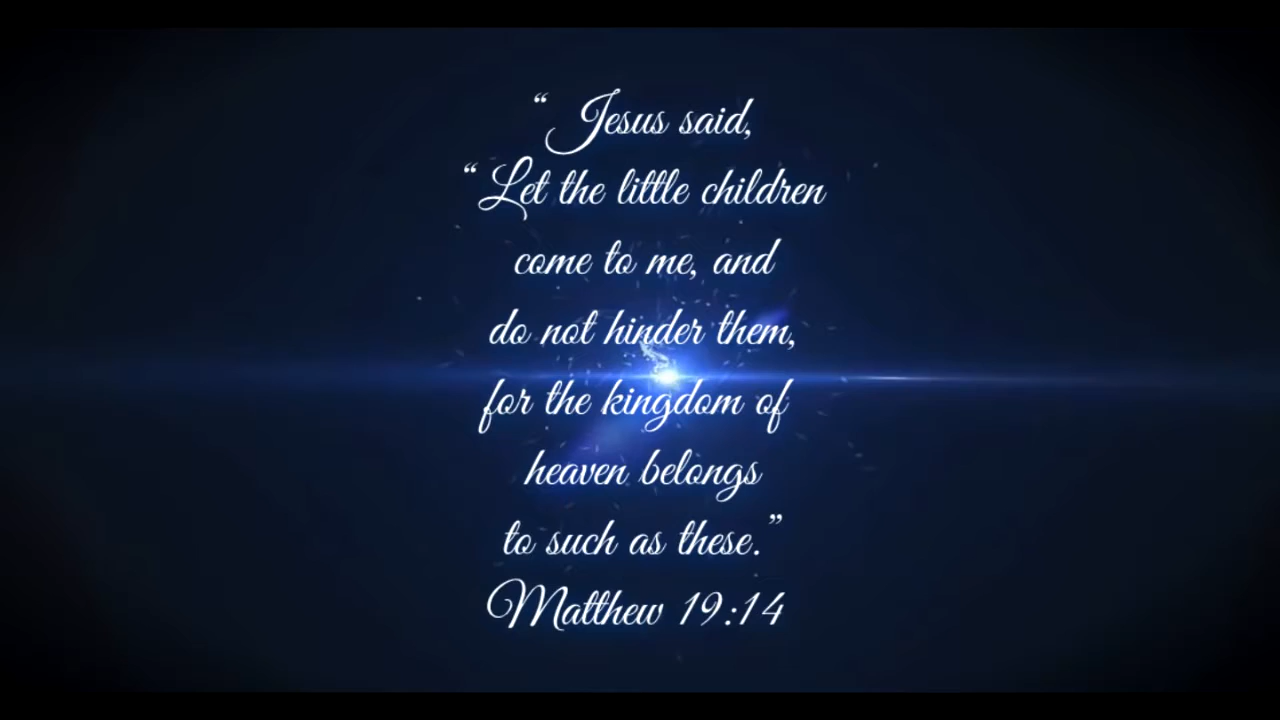 “ Jesus said,
“ Let the little children
come to me, and
do not hinder them,
for the kingdom of
heaven belongs
to such as these.”
Matthew 19:14